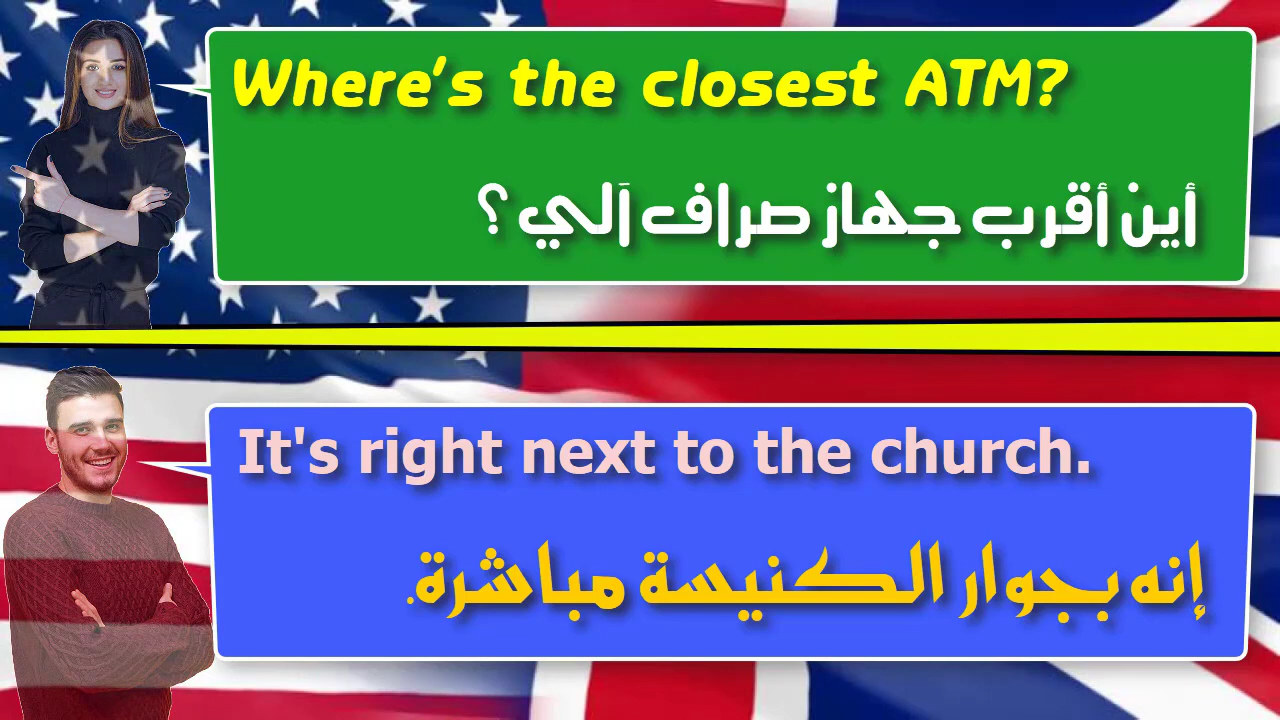 Where's the closest ATM?
أين أقرب جهاز صراف آلي ؟
It's right next to the church.
إنه بجوار الكنيسة مباشرة.